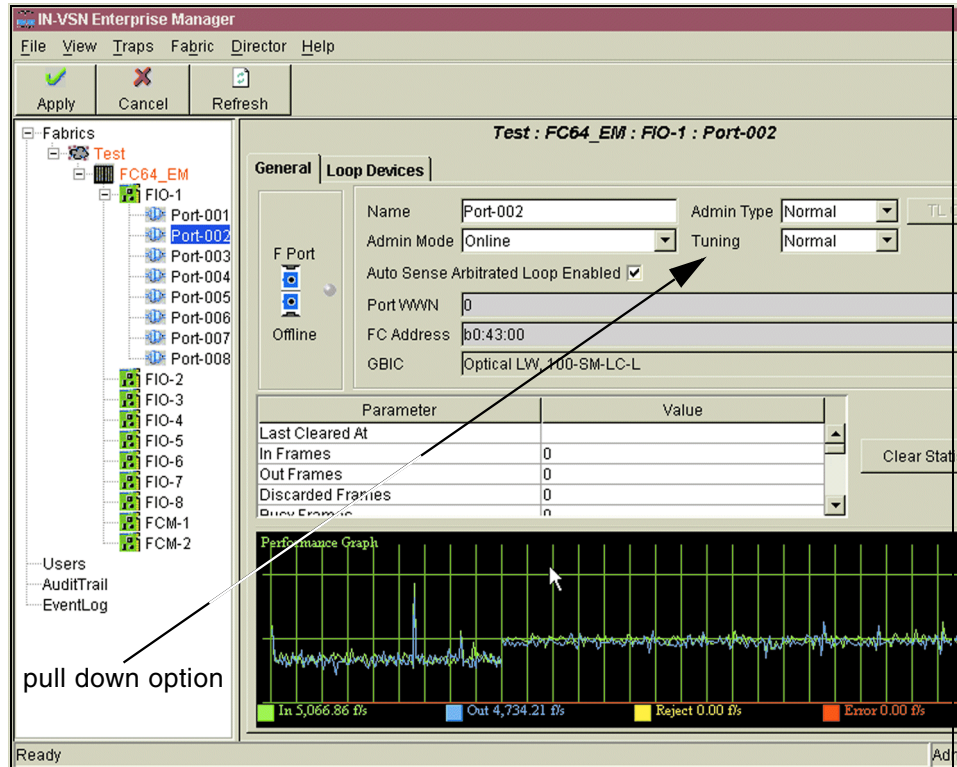 IN-VSN Enterprise Manager
File View Traps Fabric Director Help
Apply Cancel Refresh
Fabrics
Test
FC64_EM
FIO-1
Port-001
Port-002
Port-003
Port-004
Port-005
Port-006
Port-007
Port-008
FIO-2
FIO-3
FIO-4
FIO-5
FIO-6
FIO-7
FIO-8
FCM-1
FCM-2
Users
AuditTrail
EventLog
Test : FC64_EM : FIO-1 : Port-002
General Loop Devices
F Port
Offline
Name Port-002 Admin Type Normal TL
Admin Mode Online Tuning Normal
Auto Sense Arbitrated Loop Enabled
Port WWN 0
FC Address b0:43:00
GBIC Optical LW, 100-SM-LC-L
Parameter Value
Last Cleared At
In Frames 0
Out Frames 0
Discarded Frames 0
Busy Frames 0
Clear Stati
Performance Graph
In 5,066.86 f/s Out 4,734.21 f/s Reject 0.00 f/s Error 0.00 f/s
pull down option
Ready Adr